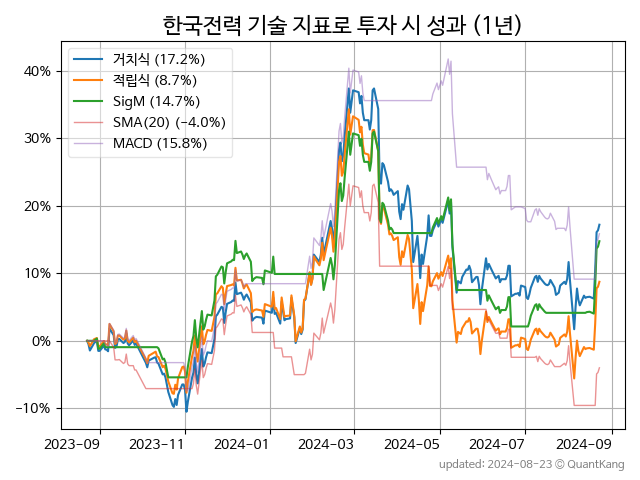 한국전력 기술 지표로 투자 시 성과 (1년)
거치식 (17.2%)
적립식 (8.7%)
SigM (14.7%)
SMA(20) (−4.0%)
MACD (15.8%)
40%
30%
20%
10%
0%
−10%
2023-09 2023-11 2024-01 2024-03 2024-05 2024-07 2024-09
updated: 2024-08-23 © QuantKang